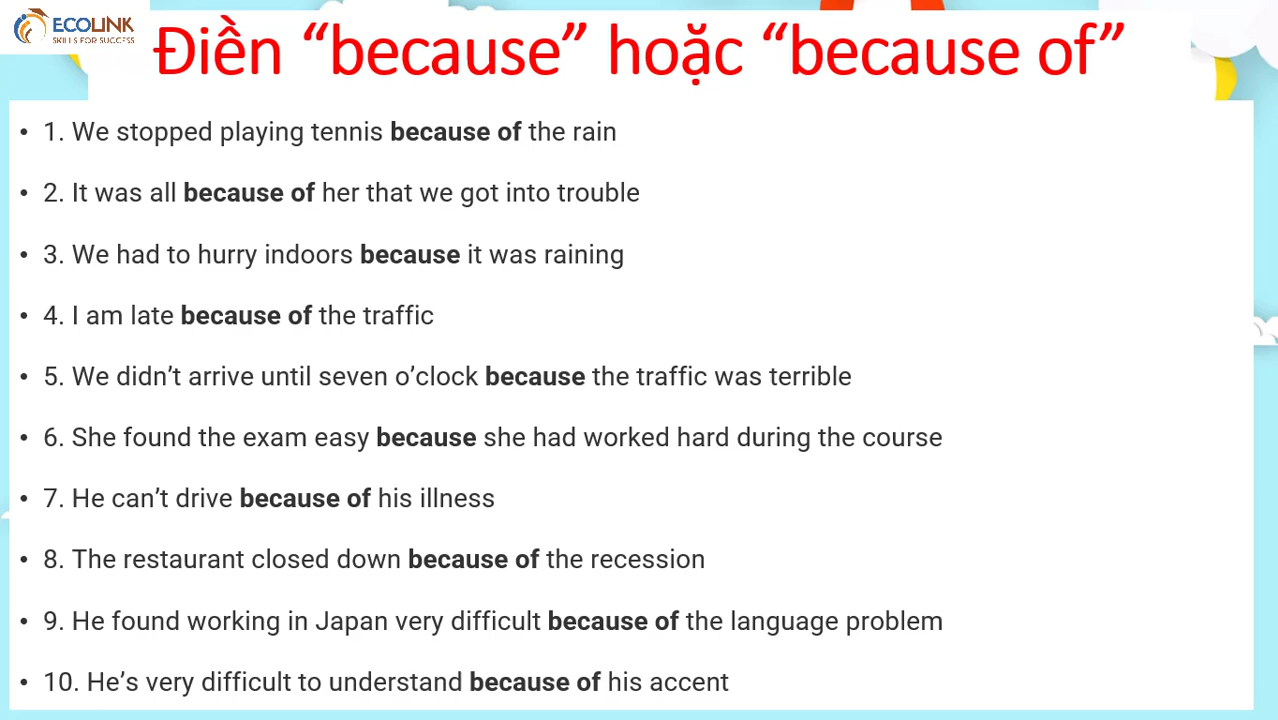 ECOLINK
SKILLS FOR SUCCESS
Điền “because” hoặc “because of”
• 1. We stopped playing tennis because of the rain
• 2. It was all because of her that we got into trouble
• 3. We had to hurry indoors because it was raining
• 4. I am late because of the traffic
• 5. We didn’t arrive until seven o’clock because the traffic was terrible
• 6. She found the exam easy because she had worked hard during the course
• 7. He can’t drive because of his illness
• 8. The restaurant closed down because of the recession
• 9. He found working in Japan very difficult because of the language problem
• 10. He’s very difficult to understand because of his accent